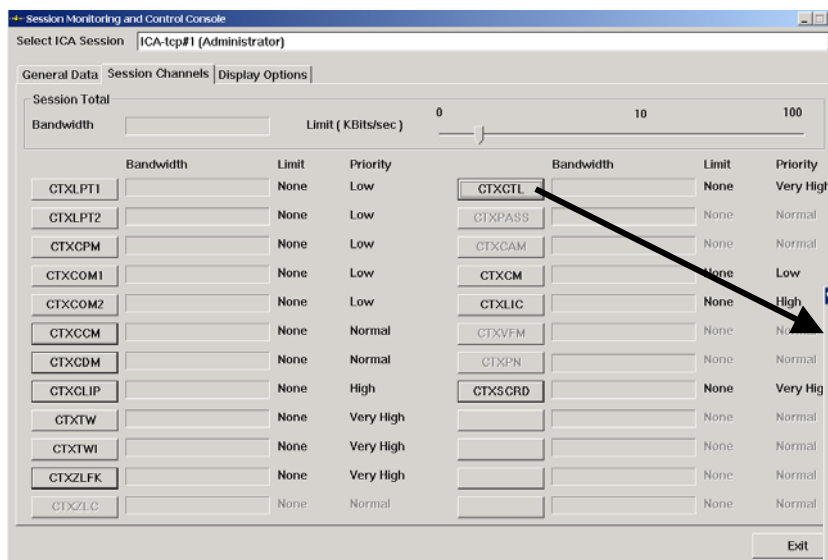 Session Monitoring and Control Console
Select ICA Session ICA-tcp#1 (Administrator)
General Data Session Channels Display Options
Session Total
Bandwidth Limit ( KBits/sec ) 0 10 100
Bandwidth Limit Priority Bandwidth Limit Priority
CTXLPT1 None Low CTXCTL None Very High
CTXLPT2 None Low CTXPASS None Normal
CTXCPM None Low CTXCAM None Normal
CTXCOM1 None Low CTXCM None Low
CTXCOM2 None Low CTXLIC None High
CTXCCM None Normal CTXVFM None Normal
CTXCDM None Normal CTXPN None Normal
CTXCLIP None High CTXSCRD None Very Hig
CTXTW None Very High None Normal
CTXTWI None Very High None Normal
CTXZLFK None Very High None Normal
CTXZLC None Normal None Normal
Exit